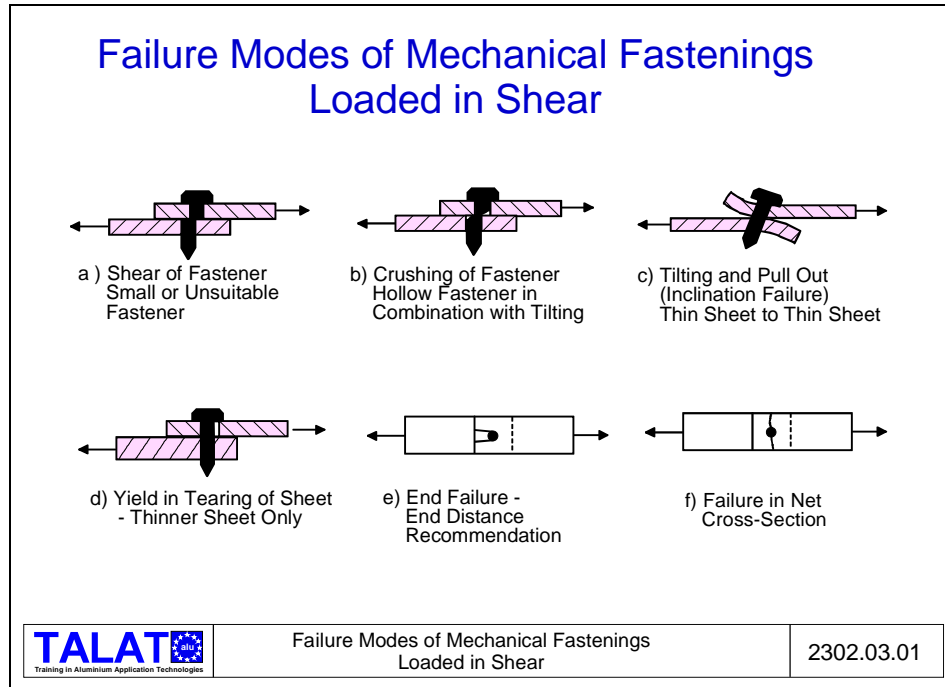 Failure Modes of Mechanical Fastenings
Loaded in Shear
a ) Shear of Fastener
Small or Unsuitable
Fastener
b) Crushing of Fastener
Hollow Fastener in
Combination with Tilting
c) Tilting and Pull Out
(Inclination Failure)
Thin Sheet to Thin Sheet
d) Yield in Tearing of Sheet
- Thinner Sheet Only
e) End Failure -
End Distance
Recommendation
f) Failure in Net
Cross-Section
TALAT
alu
Training in Aluminium Application Technologies
Failure Modes of Mechanical Fastenings
Loaded in Shear
2302.03.01